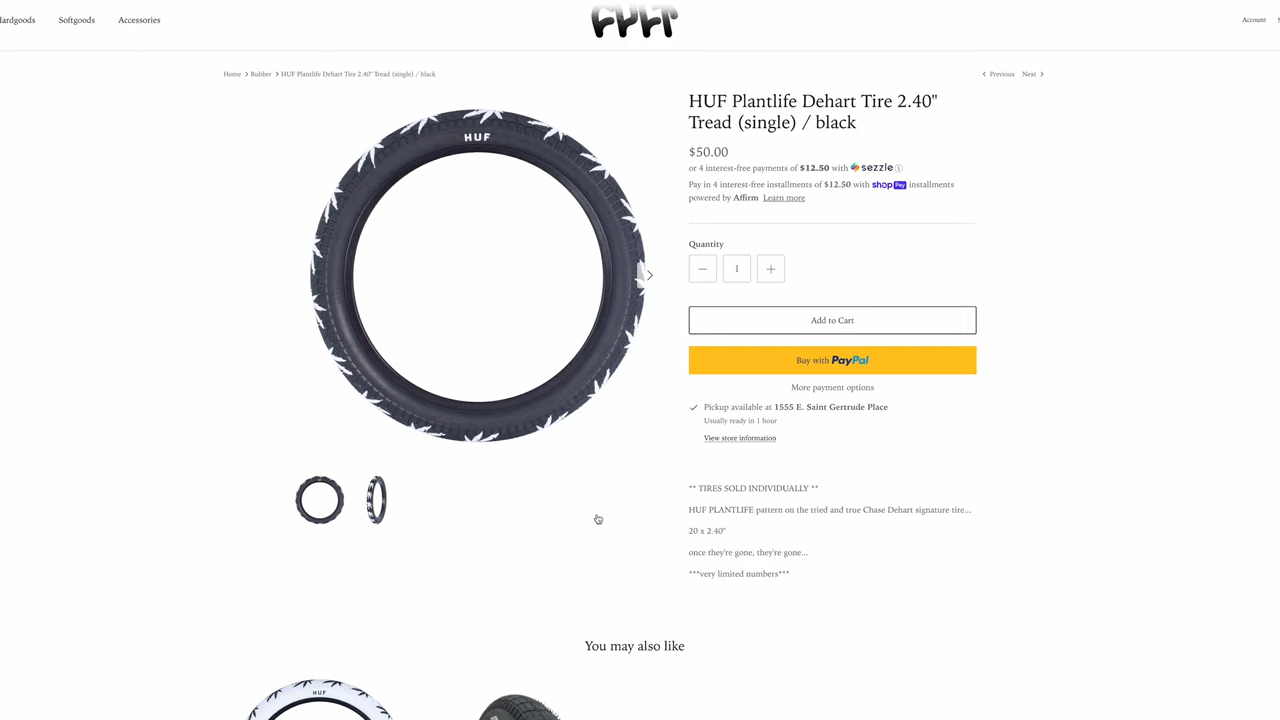 Hardgoods Softgoods Accessories
CULT
Account
Home > Rubber > HUF Plantlife Dehart Tire 2.40" Tread (single) / black
Previous Next
HUF Plantlife Dehart Tire 2.40"
Tread (single) / black
$50.00
or 4 interest-free payments of $12.50 with sezzle
Pay in 4 interest-free installments of $12.50 with shop Pay installments
powered by Affirm Learn more
HUF
Quantity
1
Add to Cart
Buy with PayPal
More payment options
Pickup available at 1555 E. Saint Gertrude Place
Usually ready in 1 hour
View store information
** TIRES SOLD INDIVIDUALLY **
HUF PLANTLIFE pattern on the tried and true Chase Dehart signature tire...
20 x 2.40"
once they're gone, they're gone...
***very limited numbers***
You may also like
HUF